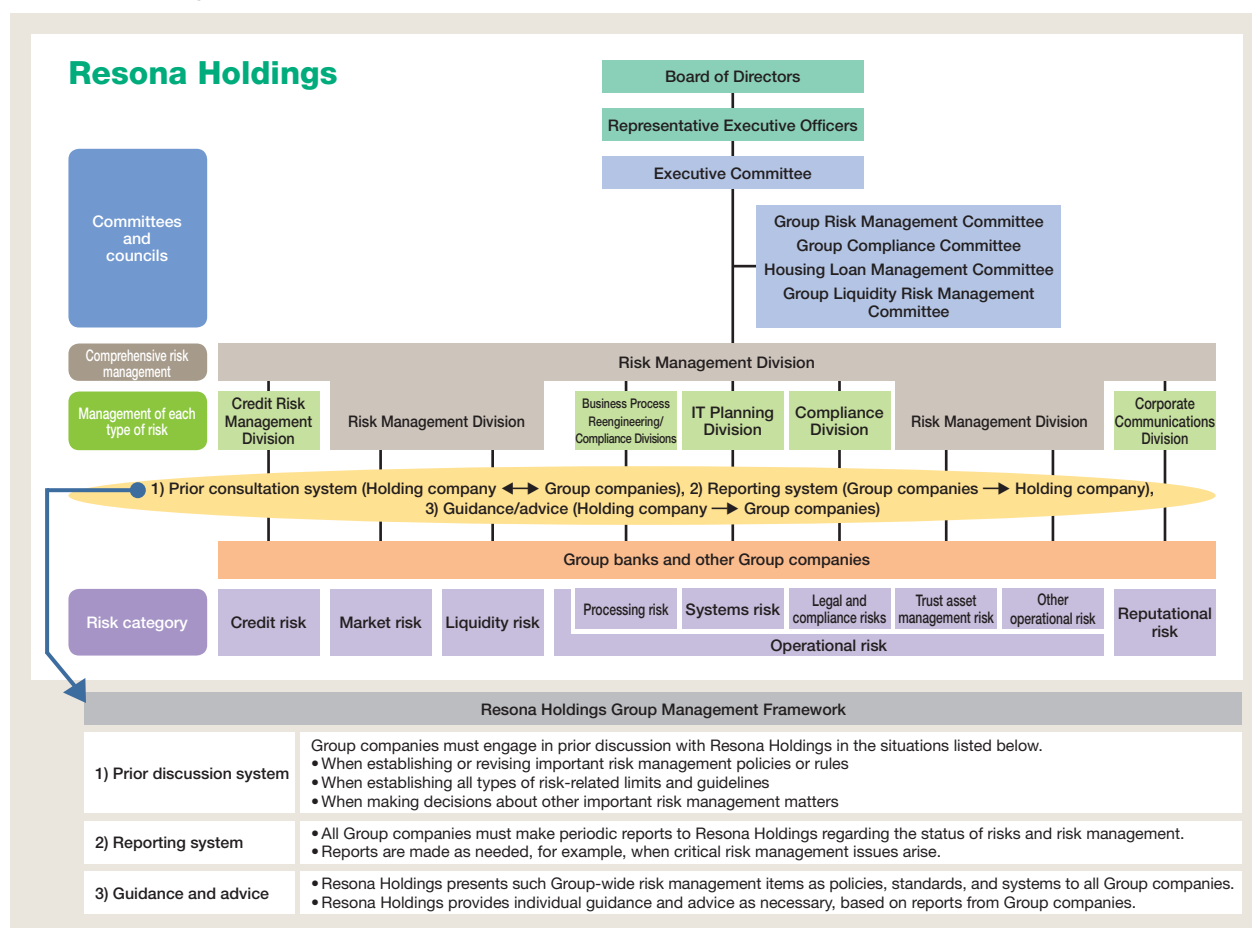 Resona Holdings
Board of Directors
Representative Executive Officers
Executive Committee
Committees
and
councils
Group Risk Management Committee
Group Compliance Committee
Housing Loan Management Committee
Group Liquidity Risk Management
Committee
Comprehensive risk
management
Risk Management Division
Management of each
type of risk
Credit Risk
Management
Division
Risk Management Division
Business Process
Reengineering/
Compliance Divisions
IT Planning
Division
Compliance
Division
Risk Management Division
Corporate
Communications
Division
1) Prior consultation system (Holding company ↔ Group companies), 2) Reporting system (Group companies → Holding company),
3) Guidance/advice (Holding company → Group companies)
Group banks and other Group companies
Risk category
Credit risk
Market risk
Liquidity risk
Processing risk
Systems risk
Legal and
compliance risks
Trust asset
management risk
Other
operational risk
Operational risk
Reputational
risk
Resona Holdings Group Management Framework
1) Prior discussion system
Group companies must engage in prior discussion with Resona Holdings in the situations listed below.
• When establishing or revising important risk management policies or rules
• When establishing all types of risk-related limits and guidelines
• When making decisions about other important risk management matters
2) Reporting system
• All Group companies must make periodic reports to Resona Holdings regarding the status of risks and risk management.
• Reports are made as needed, for example, when critical risk management issues arise.
3) Guidance and advice
• Resona Holdings presents such Group-wide risk management items as policies, standards, and systems to all Group companies.
• Resona Holdings provides individual guidance and advice as necessary, based on reports from Group companies.